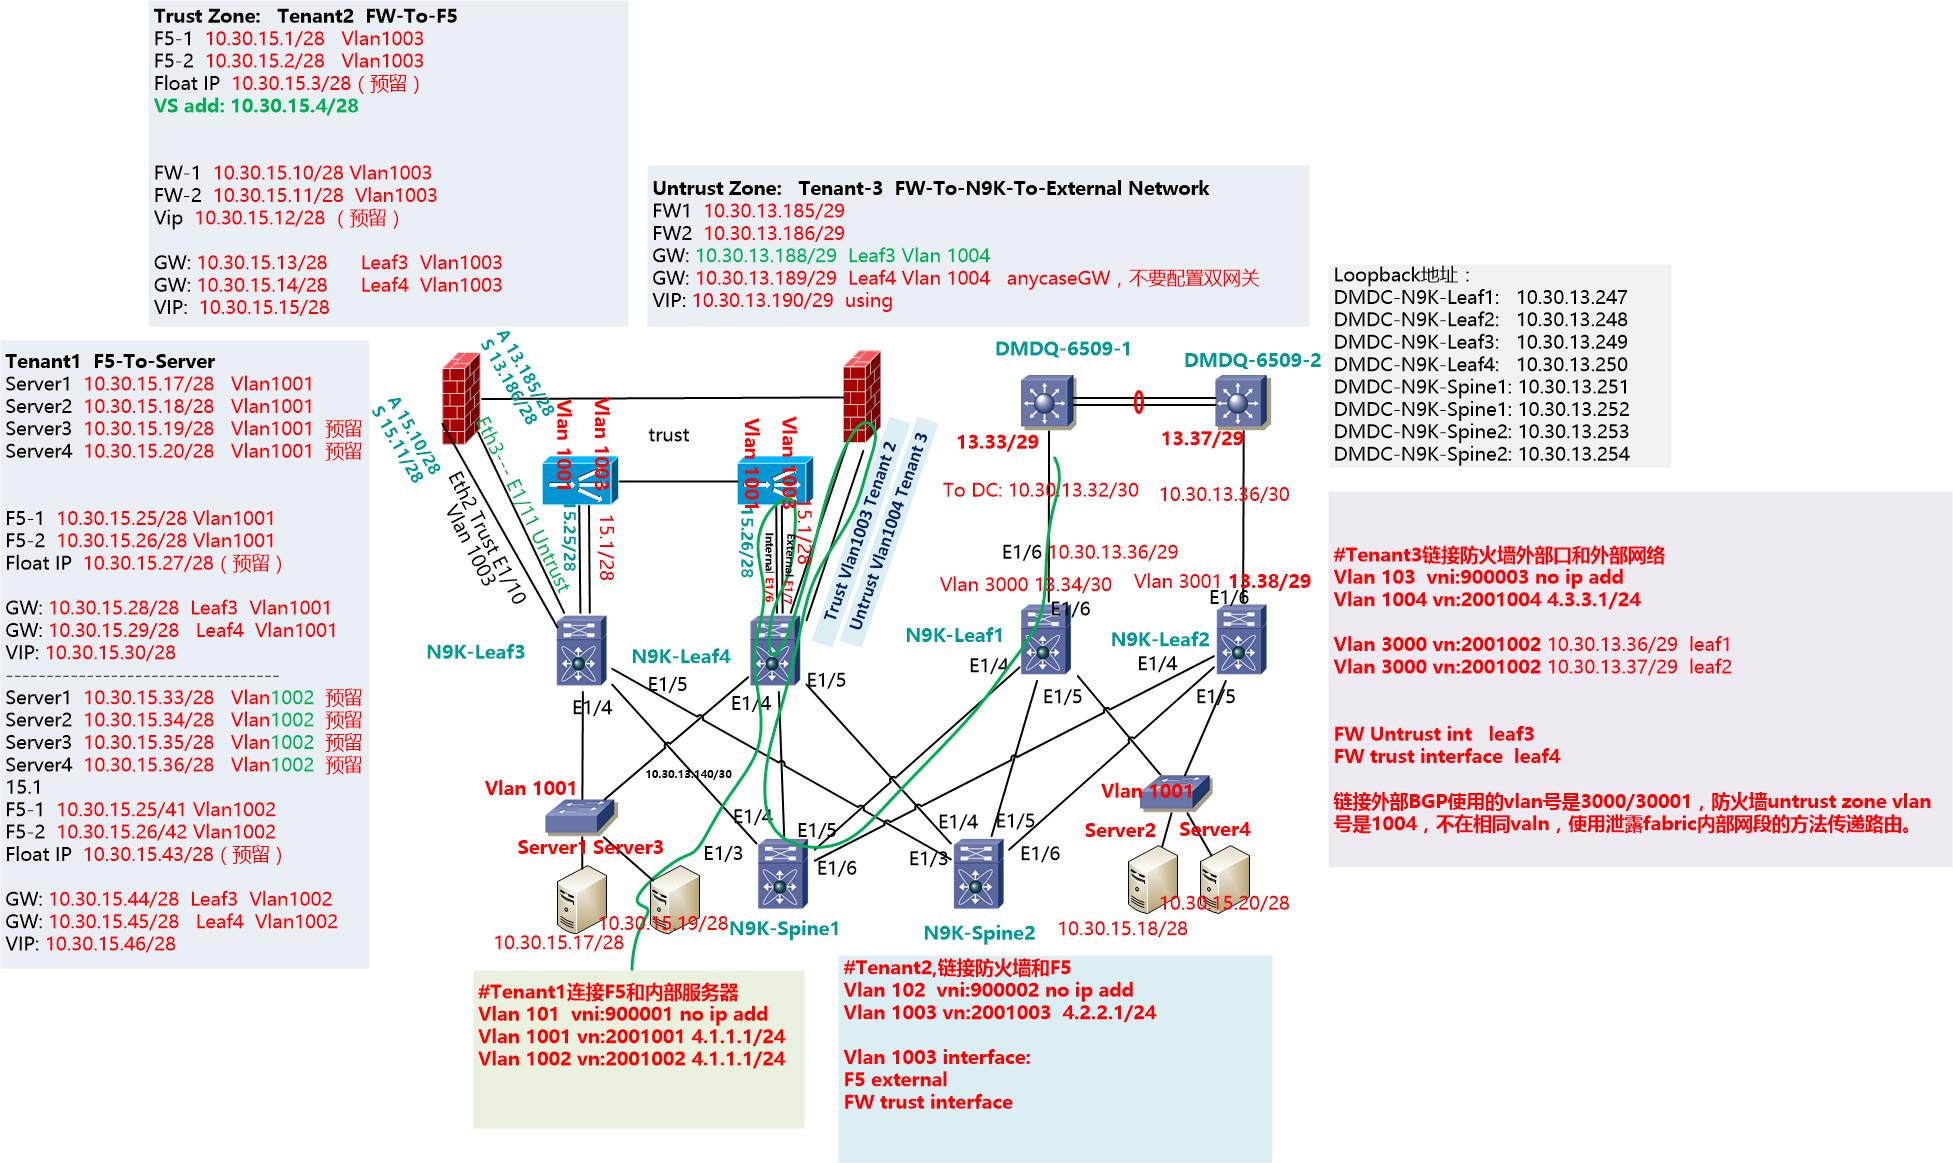 Trust Zone: Tenant2 FW-To-F5
F5-1 10.30.15.1/28 Vlan1003
F5-2 10.30.15.2/28 Vlan1003
Float IP 10.30.15.3/28（预留）
VS add: 10.30.15.4/28
FW-1 10.30.15.10/28 Vlan1003
FW-2 10.30.15.11/28 Vlan1003
Vip 10.30.15.12/28 （预留）
GW: 10.30.15.13/28 Leaf3 Vlan1003
GW: 10.30.15.14/28 Leaf4 Vlan1003
VIP: 10.30.15.15/28
Untrust Zone: Tenant-3 FW-To-N9K-To-External Network
FW1 10.30.13.185/29
FW2 10.30.13.186/29
GW: 10.30.13.188/29 Leaf3 Vlan 1004
GW: 10.30.13.189/29 Leaf4 Vlan 1004 anycaseGW，不要配置双网关
VIP: 10.30.13.190/29 using
Loopback地址：
DMDC-N9K-Leaf1: 10.30.13.247
DMDC-N9K-Leaf2: 10.30.13.248
DMDC-N9K-Leaf3: 10.30.13.249
DMDC-N9K-Leaf4: 10.30.13.250
DMDC-N9K-Spine1: 10.30.13.251
DMDC-N9K-Spine1: 10.30.13.252
DMDC-N9K-Spine2: 10.30.13.253
DMDC-N9K-Spine2: 10.30.13.254
Tenant1 F5-To-Server
Server1 10.30.15.17/28 Vlan1001
Server2 10.30.15.18/28 Vlan1001
Server3 10.30.15.19/28 Vlan1001 预留
Server4 10.30.15.20/28 Vlan1001 预留
F5-1 10.30.15.25/28 Vlan1001
F5-2 10.30.15.26/28 Vlan1001
Float IP 10.30.15.27/28（预留）
GW: 10.30.15.28/28 Leaf3 Vlan1001
GW: 10.30.15.29/28 Leaf4 Vlan1001
VIP: 10.30.15.30/28
---------------------------------
Server1 10.30.15.33/28 Vlan1002 预留
Server2 10.30.15.34/28 Vlan1002 预留
Server3 10.30.15.35/28 Vlan1002 预留
Server4 10.30.15.36/28 Vlan1002 预留
15.1
F5-1 10.30.15.25/41 Vlan1002
F5-2 10.30.15.26/42 Vlan1002
Float IP 10.30.15.43/28（预留）
GW: 10.30.15.44/28 Leaf3 Vlan1002
GW: 10.30.15.45/28 Leaf4 Vlan1002
VIP: 10.30.15.46/28
A 13.185/28
S 13.186/28
A 15.10/28
S 15.11/28
Eth3--- E1/11 Untrust
Eth2 Trust E1/10
Vlan 1003
Vlan 1001
Vlan 1003
trust
Vlan 1001
Vlan 1003
15.25/28
15.1/28
15.26/28
15.1/28
Internal E1/6
External E1/7
Trust Vlan1003 Tenant 2
Untrust Vlan1004 Tenant 3
DMDQ-6509-1
DMDQ-6509-2
13.33/29
13.37/29
To DC: 10.30.13.32/30
10.30.13.36/30
E1/6
10.30.13.36/29
Vlan 3000 13.34/30
Vlan 3001 13.38/29
E1/6
E1/6
N9K-Leaf3
N9K-Leaf4
N9K-Leaf1
N9K-Leaf2
E1/5
E1/4
E1/5
E1/4
E1/4
E1/5
E1/4
E1/5
10.30.13.140/30
Vlan 1001
Server1
Server3
10.30.15.17/28
10.30.15.19/28
Vlan 1001
Server2
Server4
10.30.15.18/28
10.30.15.20/28
E1/4
E1/5
E1/3
E1/6
N9K-Spine1
E1/4
E1/5
E1/3
E1/6
N9K-Spine2
#Tenant3链接防火墙外部口和外部网络
Vlan 103 vni:900003 no ip add
Vlan 1004 vn:2001004 4.3.3.1/24
Vlan 3000 vn:2001002 10.30.13.36/29 leaf1
Vlan 3000 vn:2001002 10.30.13.37/29 leaf2
FW Untrust int leaf3
FW trust interface leaf4
链接外部BGP使用的vlan号是3000/30001，防火墙untrust zone vlan
号是1004，不在相同valn，使用泄露fabric内部网段的方法传递路由。
#Tenant1连接F5和内部服务器
Vlan 101 vni:900001 no ip add
Vlan 1001 vn:2001001 4.1.1.1/24
Vlan 1002 vn:2001002 4.1.1.1/24
#Tenant2,链接防火墙和F5
Vlan 102 vni:900002 no ip add
Vlan 1003 vn:2001003 4.2.2.1/24
Vlan 1003 interface:
F5 external
FW trust interface